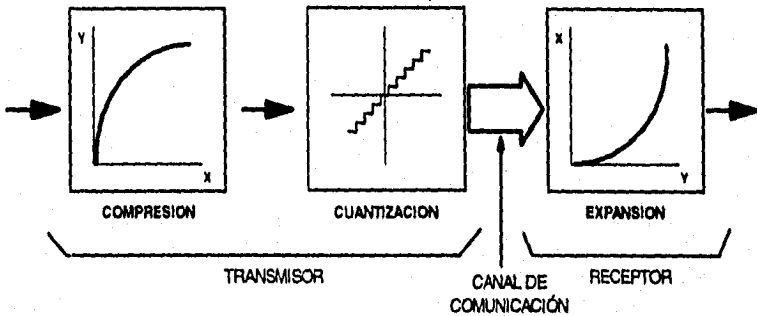 Y
X
COMPRESION
CUANTIZACION
X
Y
EXPANSION
TRANSMISOR
CANAL DE
COMUNICACIÓN
RECEPTOR